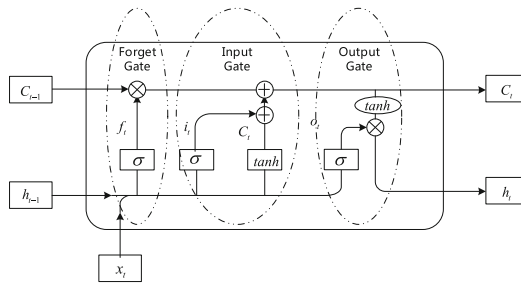 Forget
Gate
Input
Gate
Output
Gate
C_{t-1}
C_t
tanh
f_t
i_t
C_t
o_t
σ
σ
tanh
σ
h_{t-1}
h_t
x_t